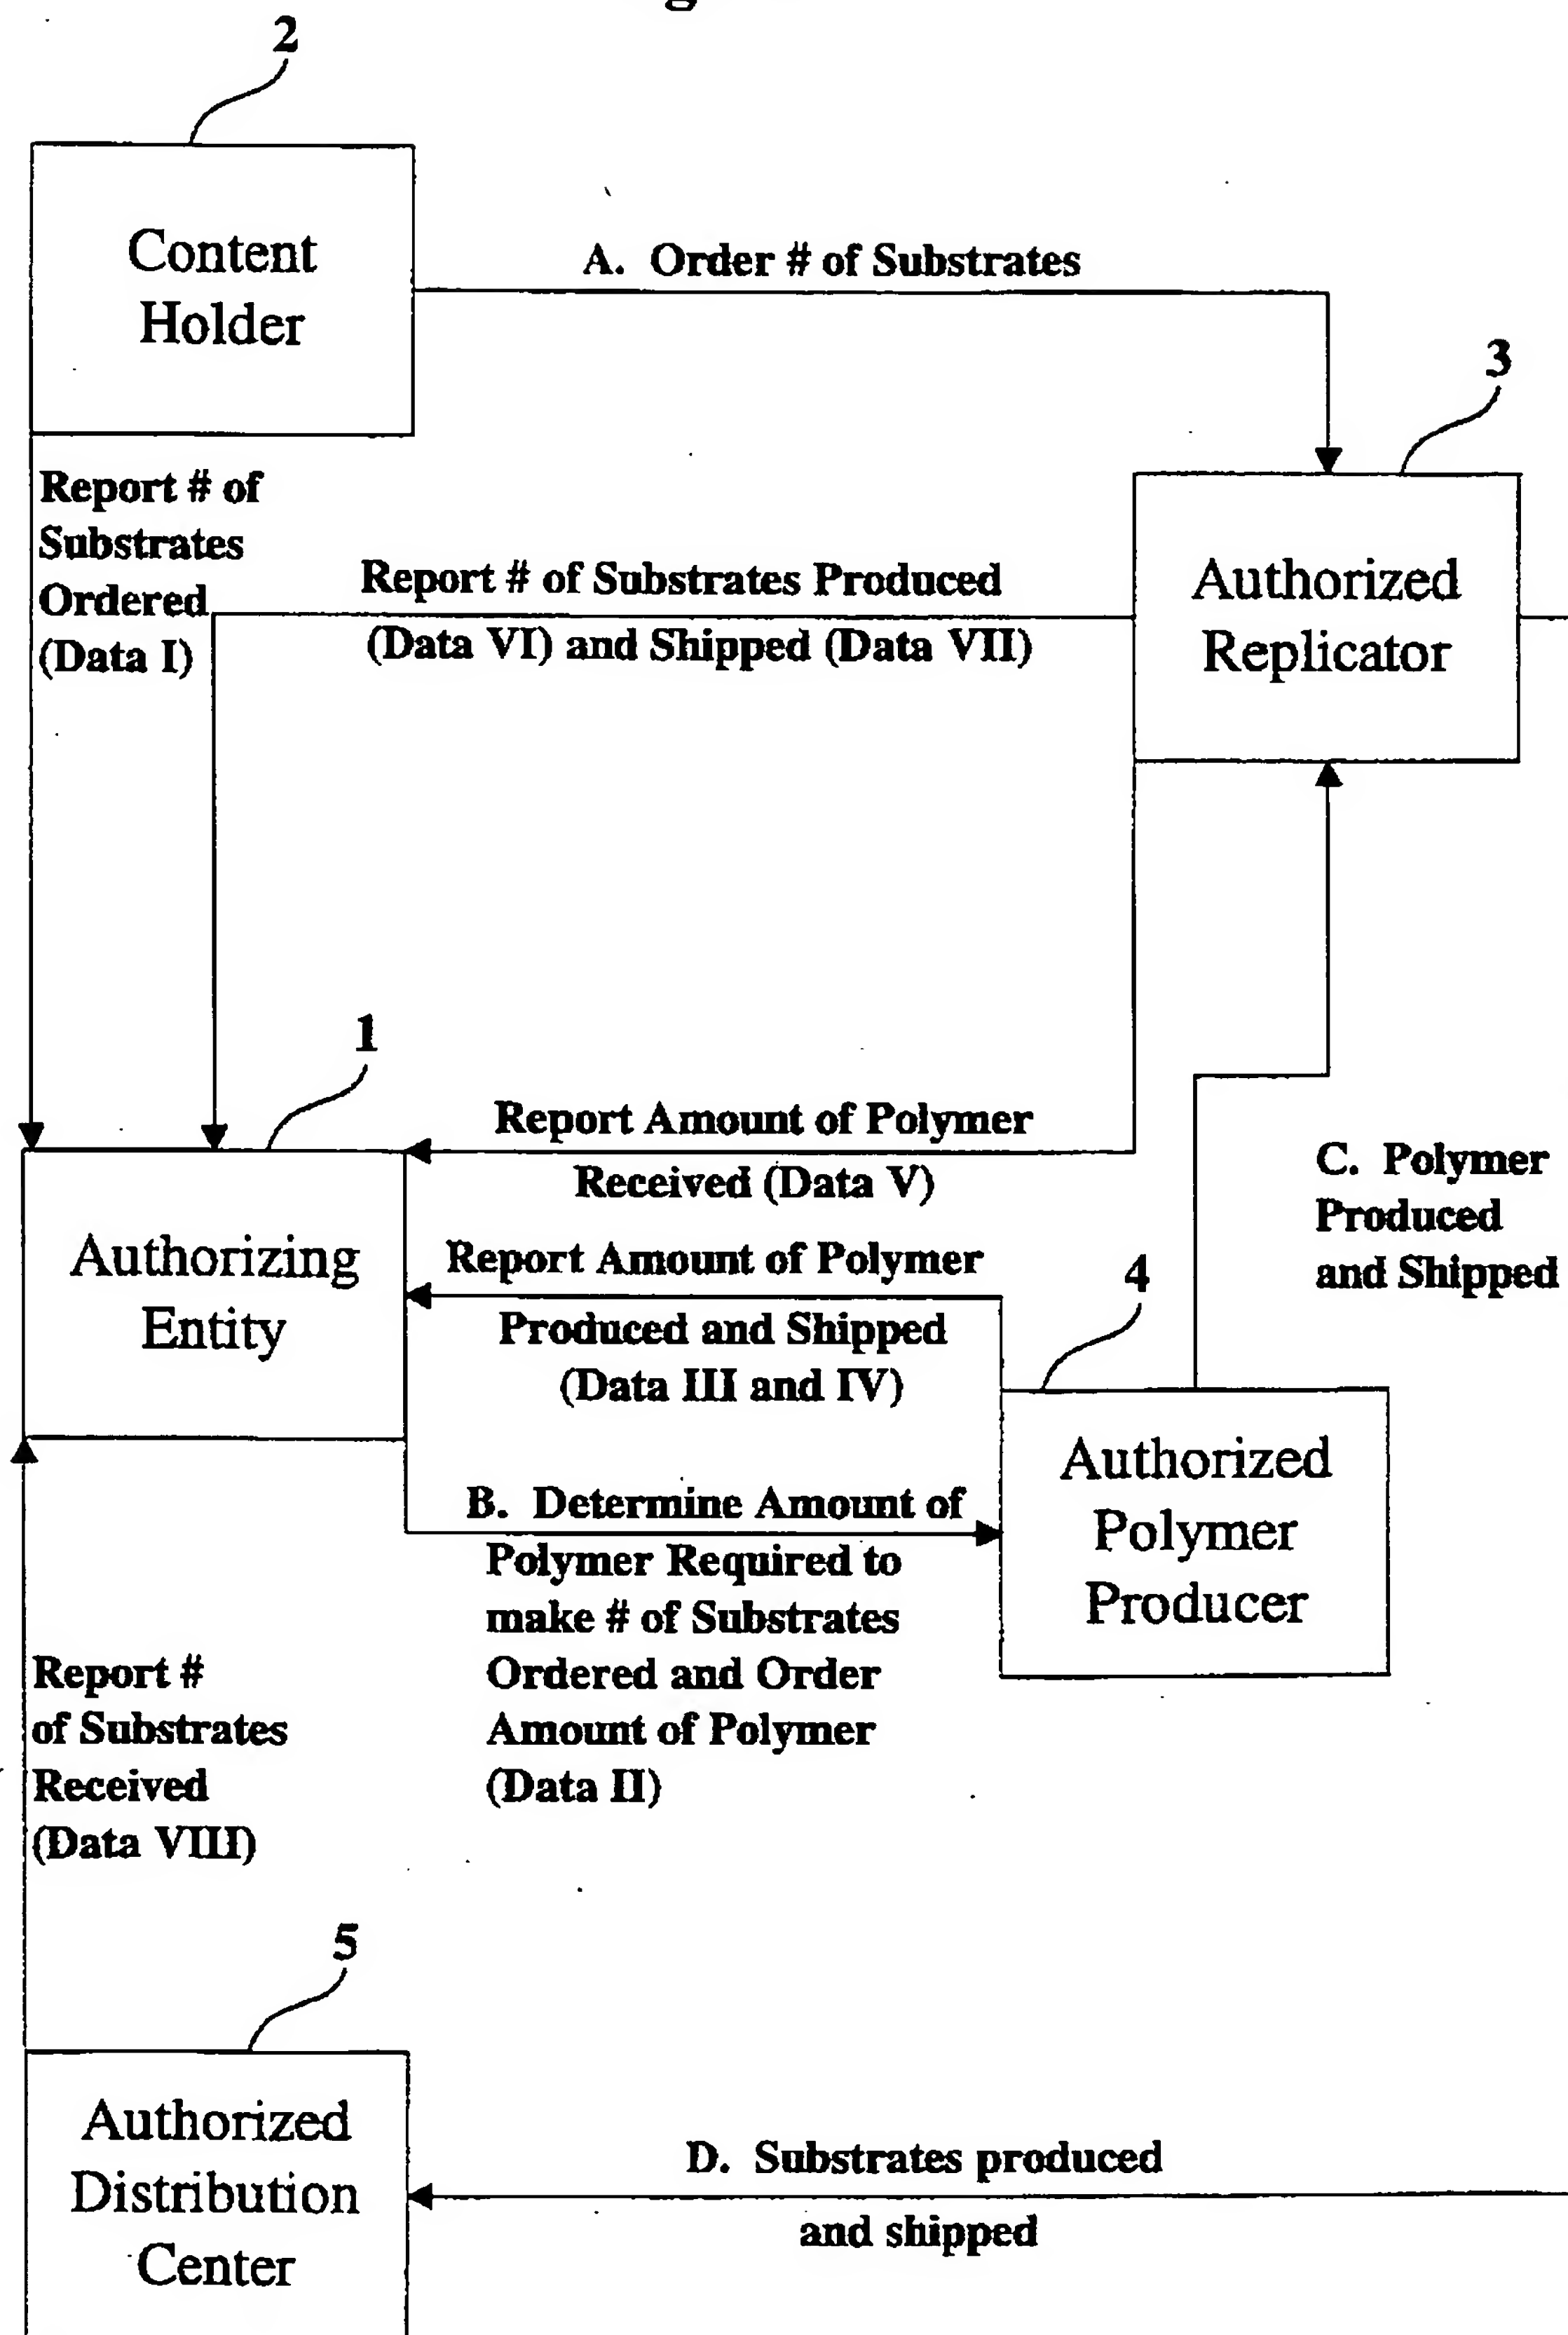 2
Content
Holder
A. Order # of Substrates
3
Report # of
Substrates
Ordered
(Data I)
Report # of Substrates Produced
(Data VI) and Shipped (Data VII)
Authorized
Replicator
1
Report Amount of Polymer
Received (Data V)
C. Polymer
Produced
and Shipped
Authorizing
Entity
Report Amount of Polymer
Produced and Shipped
(Data III and IV)
4
Authorized
Polymer
Producer
B. Determine Amount of
Polymer Required to
make # of Substrates
Ordered and Order
Amount of Polymer
(Data II)
Report #
of Substrates
Received
(Data VIII)
5
Authorized
Distribution
Center
D. Substrates produced
and shipped